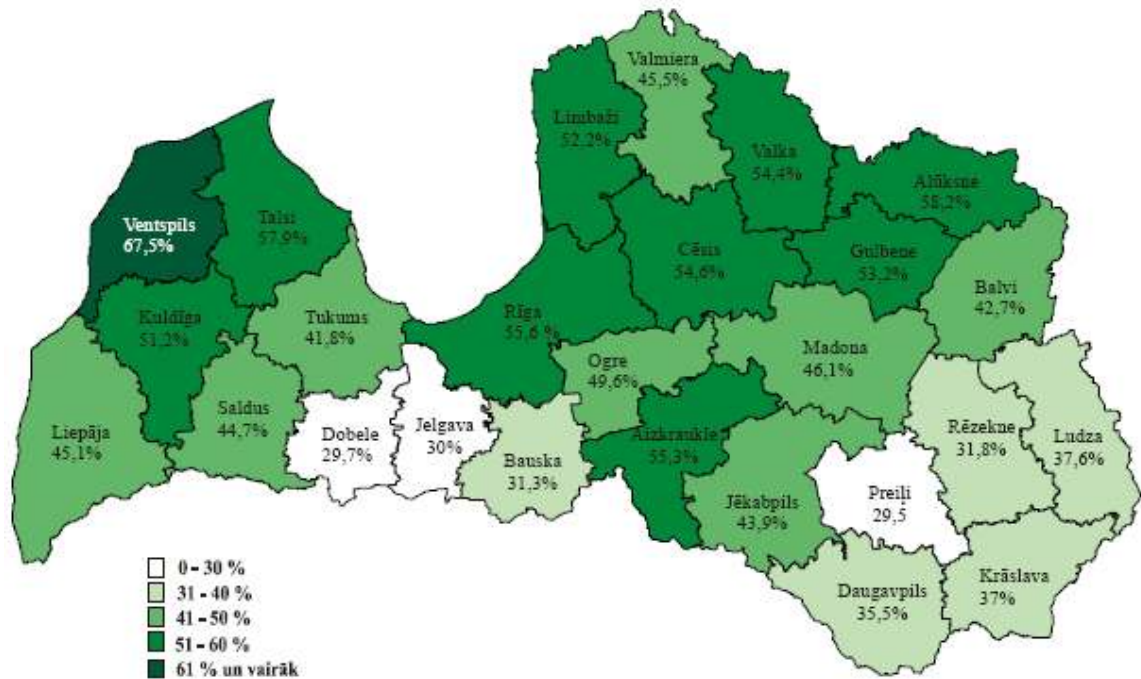 Valmiera
45,5%
Limbaži
52,2%
Valka
54,4%
Alūksne
58,2%
Ventspils
67,5%
Talsi
57,9%
Cēsis
54,6%
Gulbene
53,2%
Balvi
42,7%
Kuldīga
51,2%
Tukums
41,8%
Rīga
55,6 %
Ogre
49,6%
Madona
46,1%
Liepāja
45,1%
Saldus
44,7%
Dobele
29,7%
Jelgava
30%
Bauska
31,3%
Aizkraukle
55,3%
Jēkabpils
43,9%
Preiļi
29,5
Rēzekne
31,8%
Ludza
37,6%
Daugavpils
35,5%
Krāslava
37%
0 – 30 %
31 - 40 %
41 – 50 %
51 – 60 %
61 % un vairāk